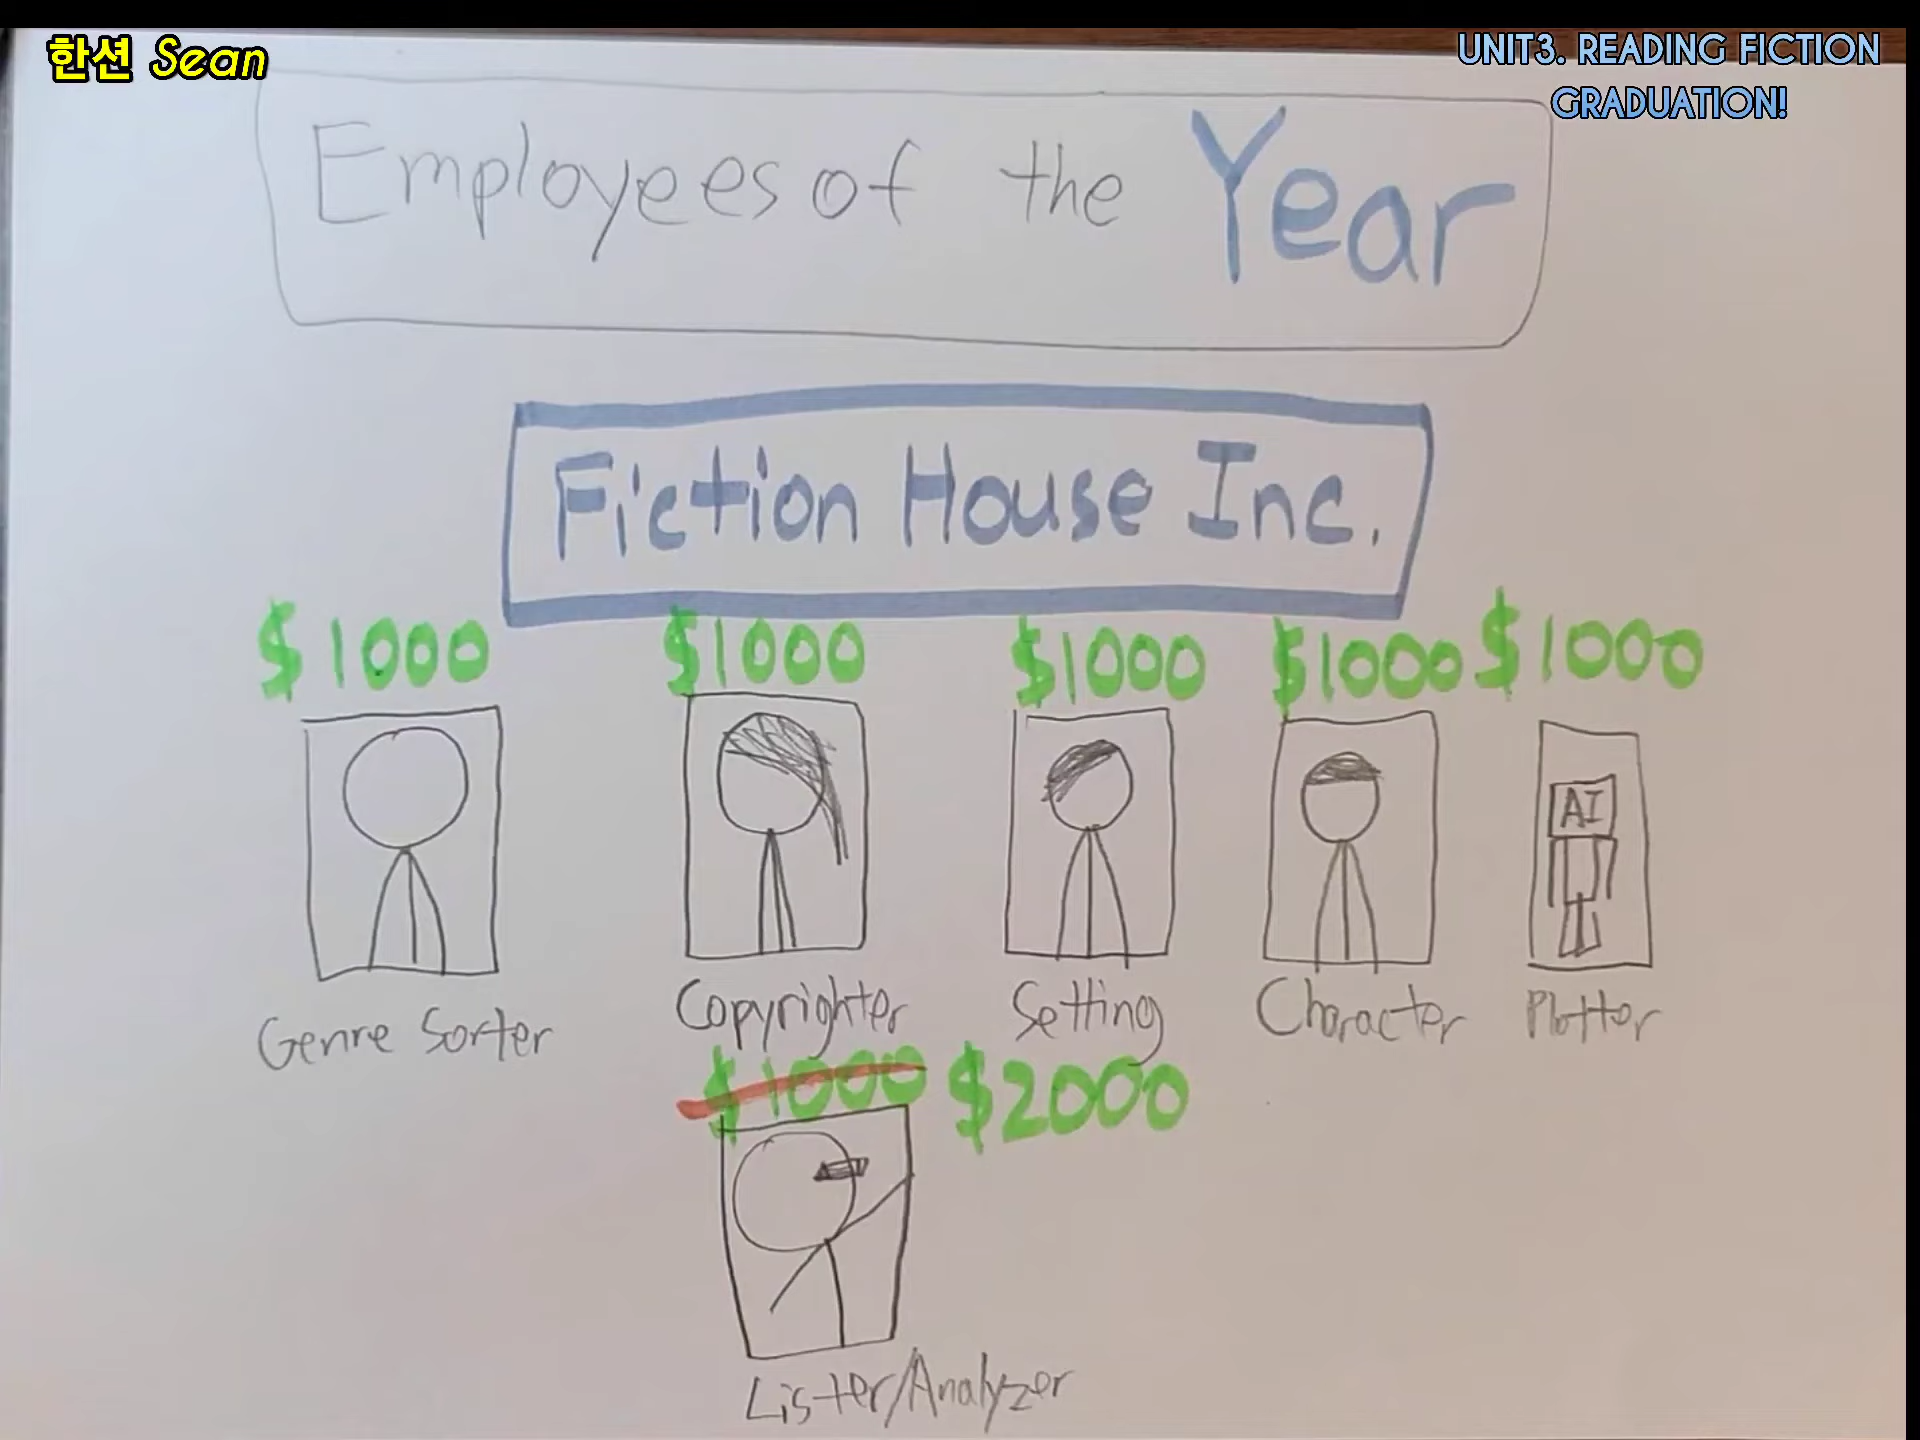 한션 Sean
UNIT3. READING FICTION
GRADUATION!
Employees of the Year
Fiction House Inc.
$1000 $1000 $1000 $1000 $1000
AI
Genre Sorter Copyrighter Setting Character Plotter
$1000 $2000
Lister/Analyzer